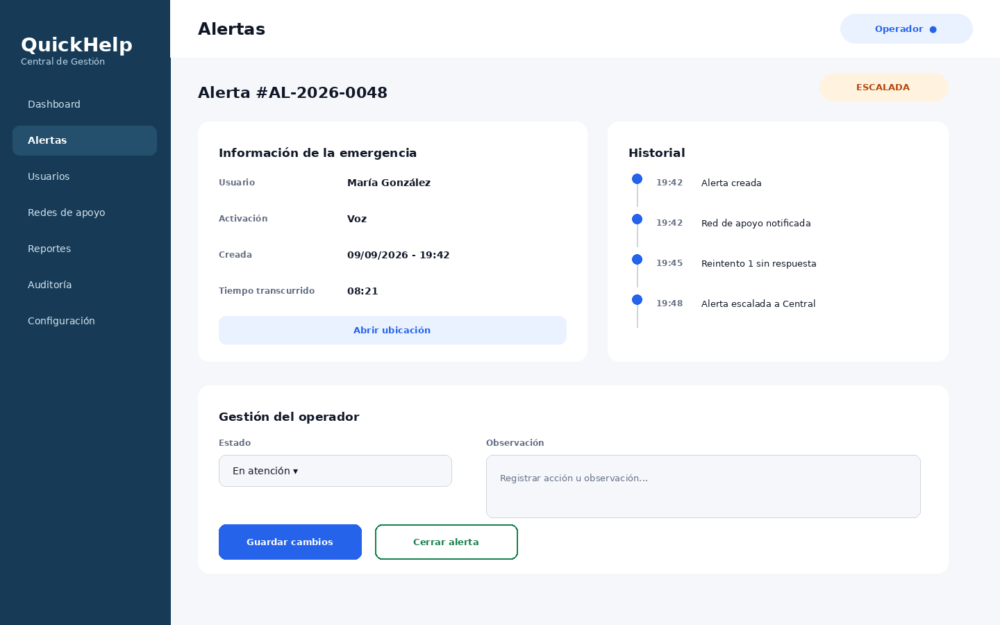 QuickHelp
Central de Gestión
Dashboard
Alertas
Usuarios
Redes de apoyo
Reportes
Auditoría
Configuración
Alertas
Operador ●
Alerta #AL-2026-0048
ESCALADA
Información de la emergencia
Usuario María González
Activación Voz
Creada 09/09/2026 - 19:42
Tiempo transcurrido 08:21
Abrir ubicación
Historial
19:42 Alerta creada
19:42 Red de apoyo notificada
19:45 Reintento 1 sin respuesta
19:48 Alerta escalada a Central
Gestión del operador
Estado
En atención ▾
Observación
Registrar acción u observación...
Guardar cambios
Cerrar alerta